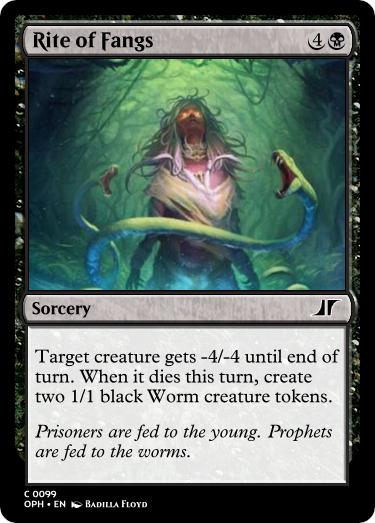 Rite of Fangs 4
Sorcery
Target creature gets -4/-4 until end of
turn. When it dies this turn, create
two 1/1 black Worm creature tokens.
Prisoners are fed to the young. Prophets
are fed to the worms.
C 0099
OPH • EN Badilla Floyd